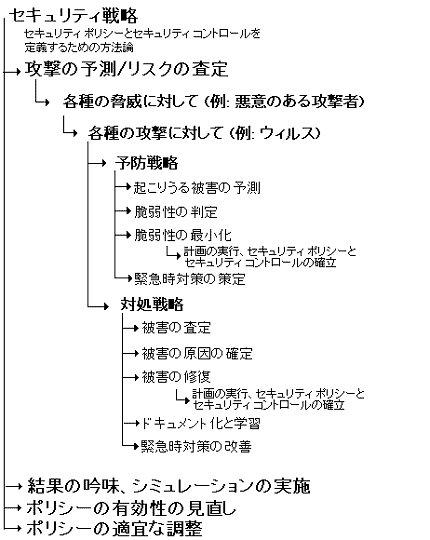 セキュリティ戦略
セキュリティ ポリシーとセキュリティ コントロールを
定義するための方法論
攻撃の予測/リスクの査定
各種の脅威に対して (例: 悪意のある攻撃者)
各種の攻撃に対して (例: ウィルス)
予防戦略
起こりうる被害の予測
脆弱性の判定
脆弱性の最小化
計画の実行、セキュリティ ポリシーと
セキュリティ コントロールの確立
緊急時対策の策定
対処戦略
被害の査定
被害の原因の確定
被害の修復
計画の実行、セキュリティ ポリシーと
セキュリティ コントロールの確立
ドキュメント化と学習
緊急時対策の改善
結果の吟味、シミュレーションの実施
ポリシーの有効性の見直し
ポリシーの適宜な調整